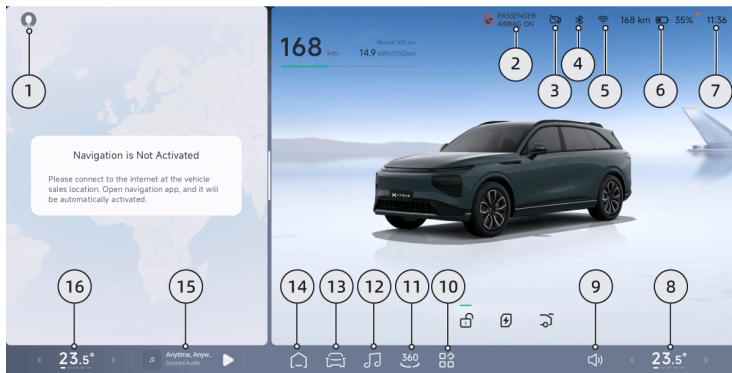 168 km
Recent 100 km
14.9 kWh/100km
PASSENGER
AIRBAG ON
168 km
35%
11:36
1
2
3
4
5
6
7
Navigation is Not Activated
Please connect to the internet at the vehicle
sales location. Open navigation app, and it will
be automatically activated.
XPENG
16
15
14
13
12
11
10
9
8
23.5°
Anytime, Anyw..
Desired Audio
360
23.5°